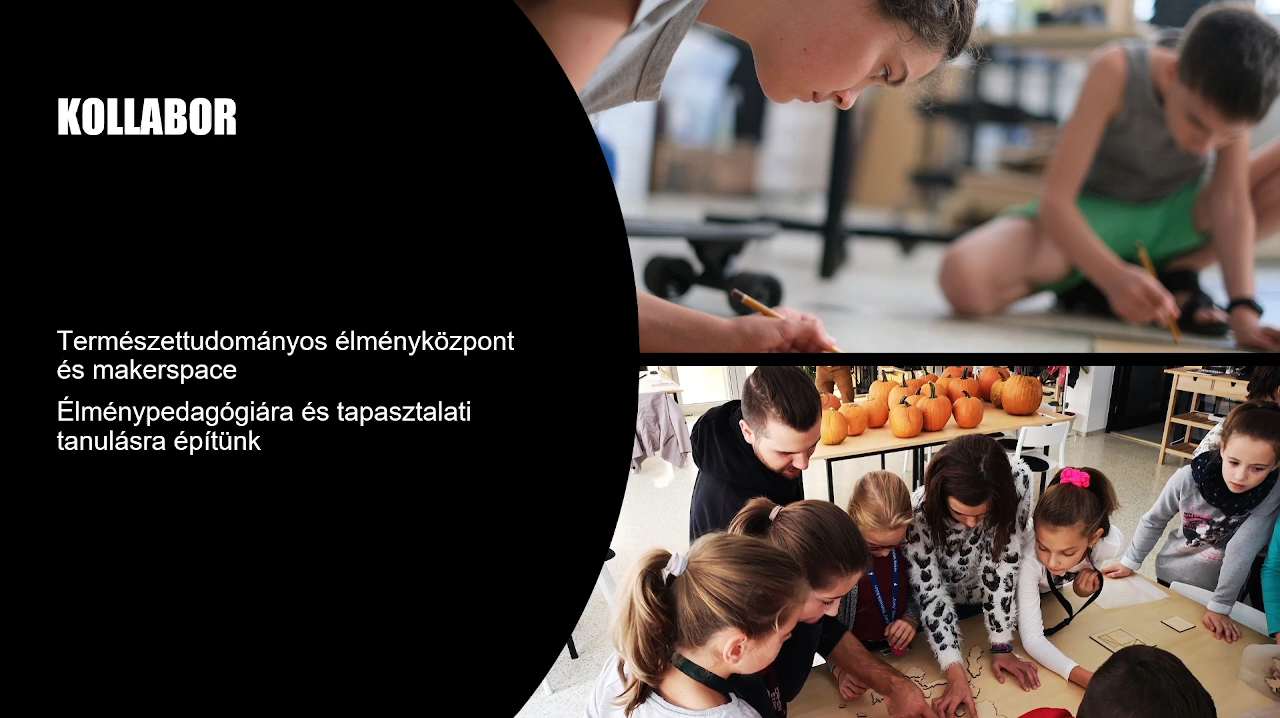 KOLLABOR
Természettudományos élményközpont
és makerspace
Élménypedagógiára és tapasztalati
tanulásra építünk